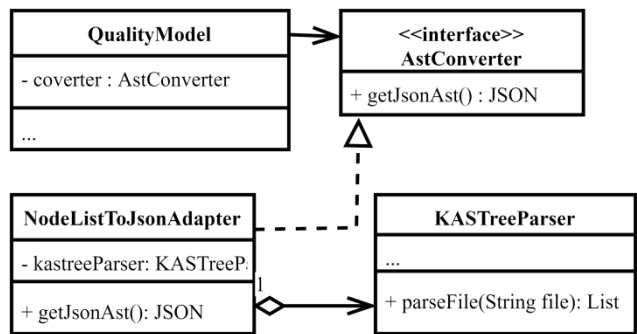 QualityModel
- coverter : AstConverter
...
<<interface>>
AstConverter
+ getJsonAst() : JSON
NodeListToJsonAdapter
- kastreeParser: KASTreeP
+ getJsonAst(): JSON
1
KASTreeParser
...
+ parseFile(String file): List